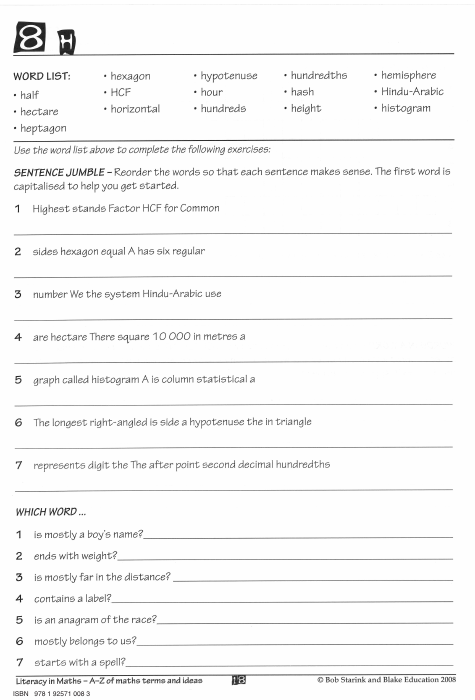 8 H
WORD LIST:
• half
• hectare
• heptagon
• hexagon
• HCF
• horizontal
• hypotenuse
• hour
• hundreds
• hundredths
• hash
• height
• hemisphere
• Hindu-Arabic
• histogram
Use the word list above to complete the following exercises:
SENTENCE JUMBLE – Reorder the words so that each sentence makes sense. The first word is
capitalised to help you get started.
1 Highest stands Factor HCF for Common
2 sides hexagon equal A has six regular
3 number We the system Hindu-Arabic use
4 are hectare There square 10 000 in metres a
5 graph called histogram A is column statistical a
6 The longest right-angled is side a hypotenuse the in triangle
7 represents digit the The after point second decimal hundredths
WHICH WORD ...
1 is mostly a boy's name?
2 ends with weight?
3 is mostly far in the distance?
4 contains a label?
5 is an anagram of the race?
6 mostly belongs to us?
7 starts with a spell?
Literacy in Maths – A–Z of maths terms and ideas 18 © Bob Starink and Blake Education 2008
ISBN 978 1 92571 008 3